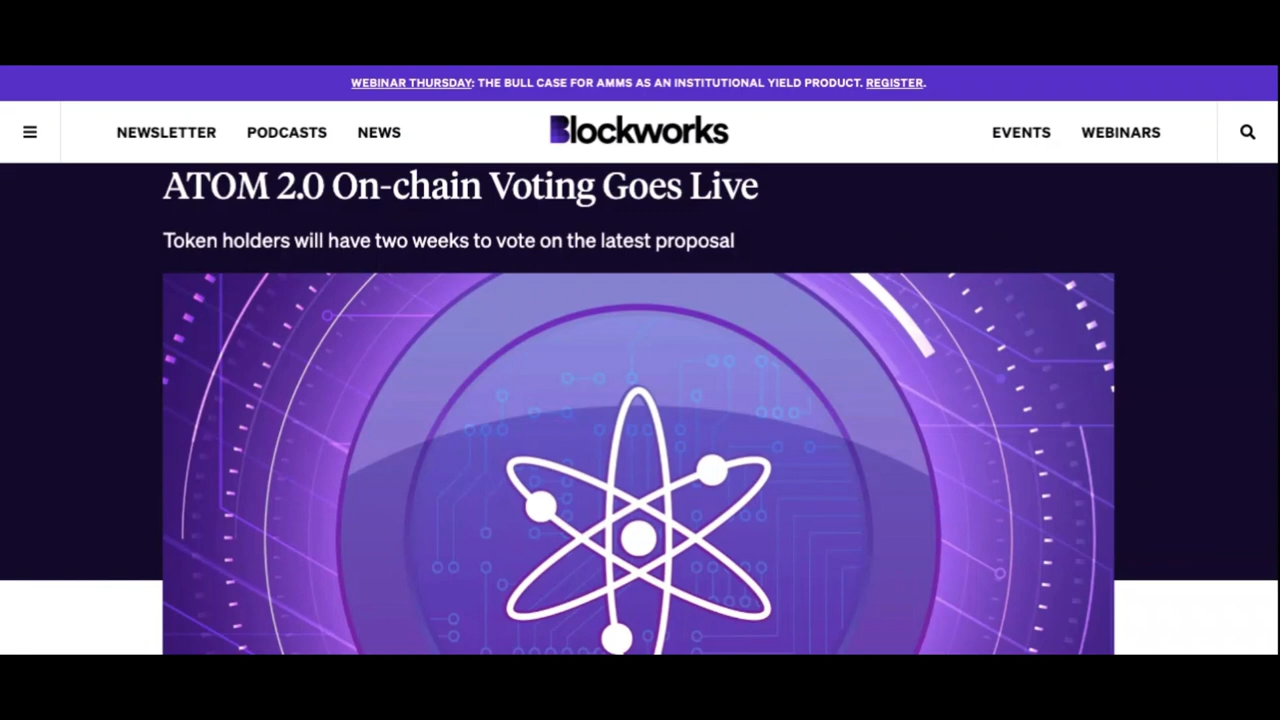 WEBINAR THURSDAY: THE BULL CASE FOR AMMS AS AN INSTITUTIONAL YIELD PRODUCT. REGISTER.
NEWSLETTER PODCASTS NEWS Blockworks EVENTS WEBINARS
ATOM 2.0 On-chain Voting Goes Live
Token holders will have two weeks to vote on the latest proposal